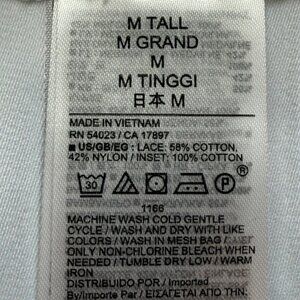 M TALL
M GRAND
M
M TINGGI
日本 M
MADE IN VIETNAM
RN 54023 / CA 17897
■ US/GB/EG : LACE: 58% COTTON,
42% NYLON / INSET: 100% COTTON
30 P ®
1166
MACHINE WASH COLD GENTLE
CYCLE / WASH AND DRY WITH LIKE
COLORS / WASH IN MESH BAG /
ONLY NON-CHLORINE BLEACH WHEN
NEEDED / TUMBLE DRY LOW / WARM
IRON
DISTRIBUIDO POR / Importado
By/Importe Par / ΕΙΣΑΓΕΤΑΙ ΑΠΟ ΤΗΝ: